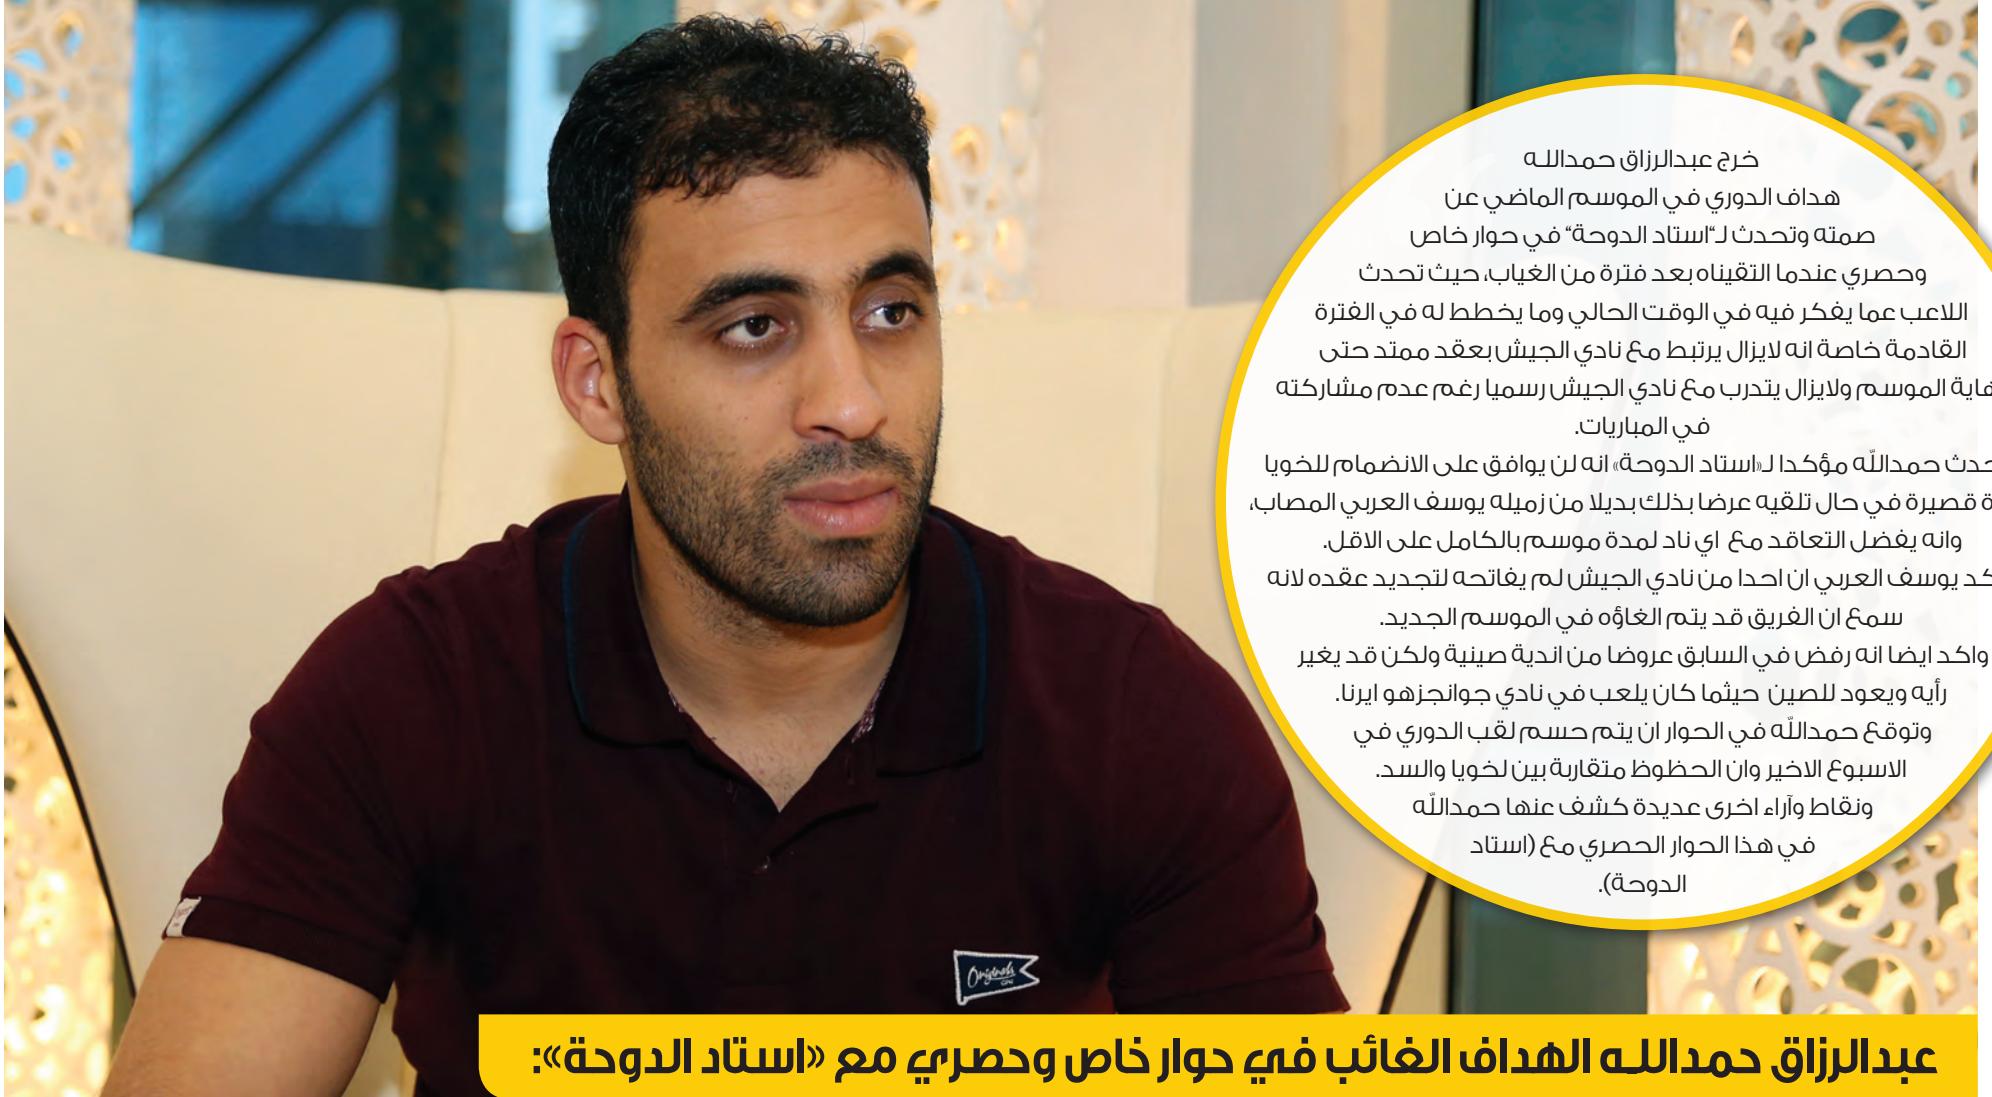 خرج عبدالرزاق حمداللـه
هداف الدوري في الموسم الماضي عن
صمته وتحدث لـ"استاد الدوحة" في حوار خاص
وحصري عندما التقيناه بعد فترة من الغياب، حيث تحدث
اللاعب عما يفكر فيه في الوقت الحالي وما يخطط له في الفترة
القادمة خاصة انه لايزال يرتبط مع نادي الجيش بعقد ممتد حتى
الموسم ولايزال يتدرب مع نادي الجيش رسميا رغم عدم مشاركته
في المباريات.
حمداللّه مؤكدا لـ«استاد الدوحة» انه لن يوافق على الانضمام للخويا
قصيرة في حال تلقيه عرضا بذلك بديلا من زميله يوسف العربي المصاب،
وانه يفضل التعاقد مع اي ناد لمدة موسم بالكامل على الاقل.
يوسف العربي ان احدا من نادي الجيش لم يفاتحه لتجديد عقده لانه
سمع ان الفريق قد يتم الغاؤه في الموسم الجديد.
واكد ايضا انه رفض في السابق عروضا من اندية صينية ولكن قد يغير
رأيه ويعود للصين حيثما كان يلعب في نادي جوانجزهو ايرنا.
وتوقع حمداللّه في الحوار ان يتم حسم لقب الدوري في
الاسبوع الاخير وان الحظوظ متقاربة بين لخويا والسد.
ونقاط وآراء اخرى عديدة كشف عنها حمداللّه
في هذا الحوار الحصري مع (استاد
الدوحة).
Originals
عبدالرزاق حمداللـه الهداف الغائب في حوار خاص وحصري مع «استاد الدوحة»: